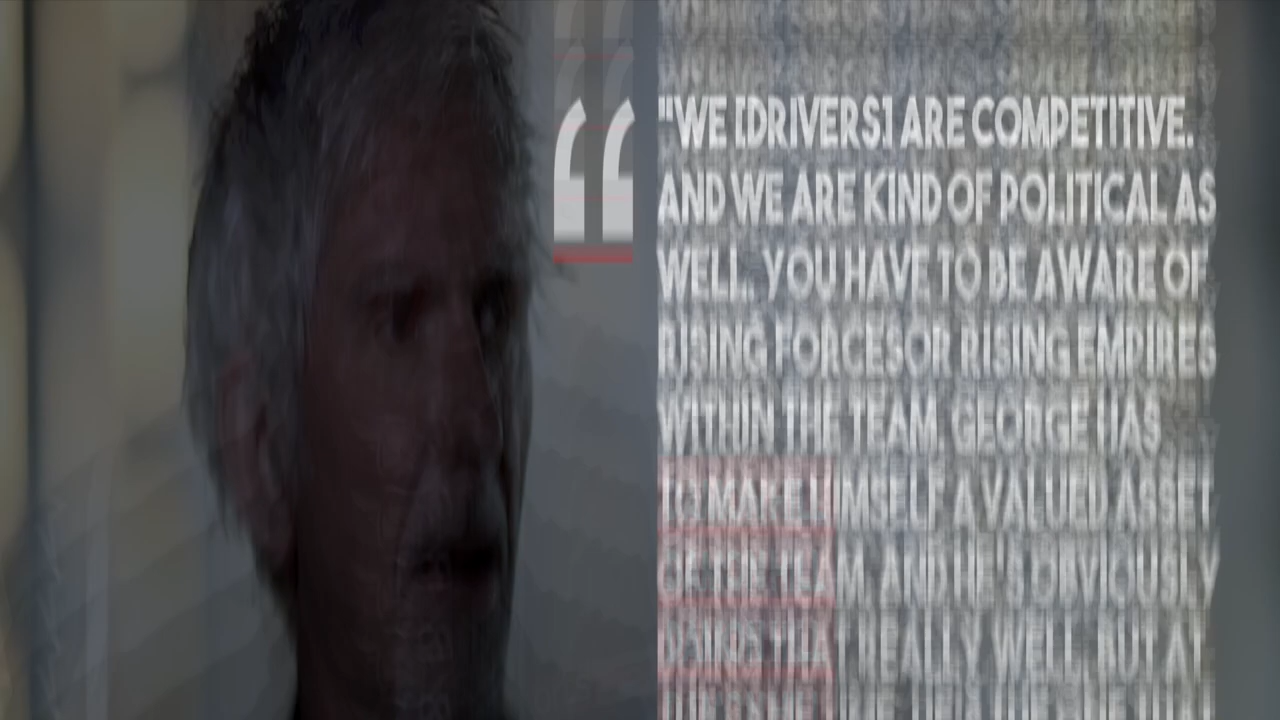 "WE [DRIVERS] ARE COMPETITIVE.
AND WE ARE KIND OF POLITICAL AS
WELL. YOU HAVE TO BE AWARE OF
RISING FORCES OR RISING EMPIRES
WITHIN THE TEAM. GEORGE HAS
TO MAKE HIMSELF A VALUED ASSET
OF THE TEAM, AND HE'S OBVIOUSLY
DOING THAT REALLY WELL. BUT AT